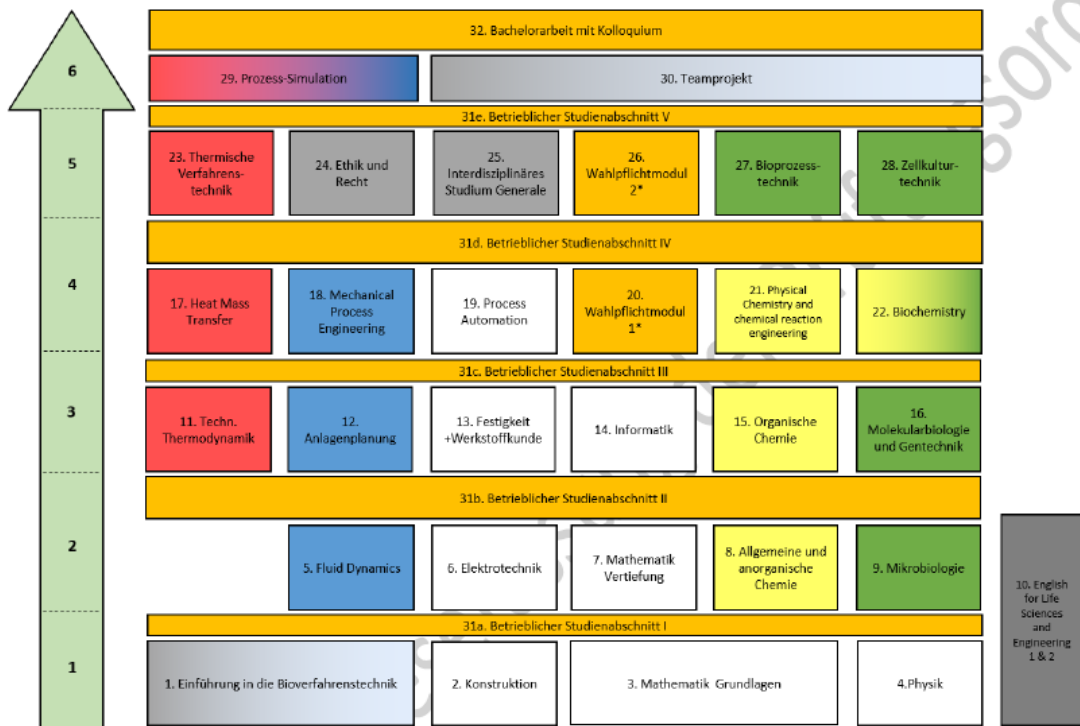 32. Bachelorarbeit mit Kolloquium
6
29. Prozess-Simulation
30. Teamprojekt
31e. Betrieblicher Studienabschnitt V
5
23. Thermische
Verfahrens-
technik
24. Ethik und
Recht
25.
Interdisziplinäres
Studium Generale
26.
Wahlpflichtmodul
2*
27. Bioprozess-
technik
28. Zellkultur-
technik
31d. Betrieblicher Studienabschnitt IV
4
17. Heat Mass
Transfer
18. Mechanical
Process
Engineering
19. Process
Automation
20.
Wahlpflichtmodul
1*
21. Physical
Chemistry and
chemical reaction
engineering
22. Biochemistry
31c. Betrieblicher Studienabschnitt III
3
11. Techn.
Thermodynamik
12.
Anlagenplanung
13. Festigkeit
+Werkstoffkunde
14. Informatik
15. Organische
Chemie
16.
Molekularbiologie
und Gentechnik
31b. Betrieblicher Studienabschnitt II
2
5. Fluid Dynamics
6. Elektrotechnik
7. Mathematik
Vertiefung
8. Allgemeine und
anorganische
Chemie
9. Mikrobiologie
10. English
for Life
Sciences
and
Engineering
1 & 2
31a. Betrieblicher Studienabschnitt I
1
1. Einführung in die Bioverfahrenstechnik
2. Konstruktion
3. Mathematik Grundlagen
4.Physik